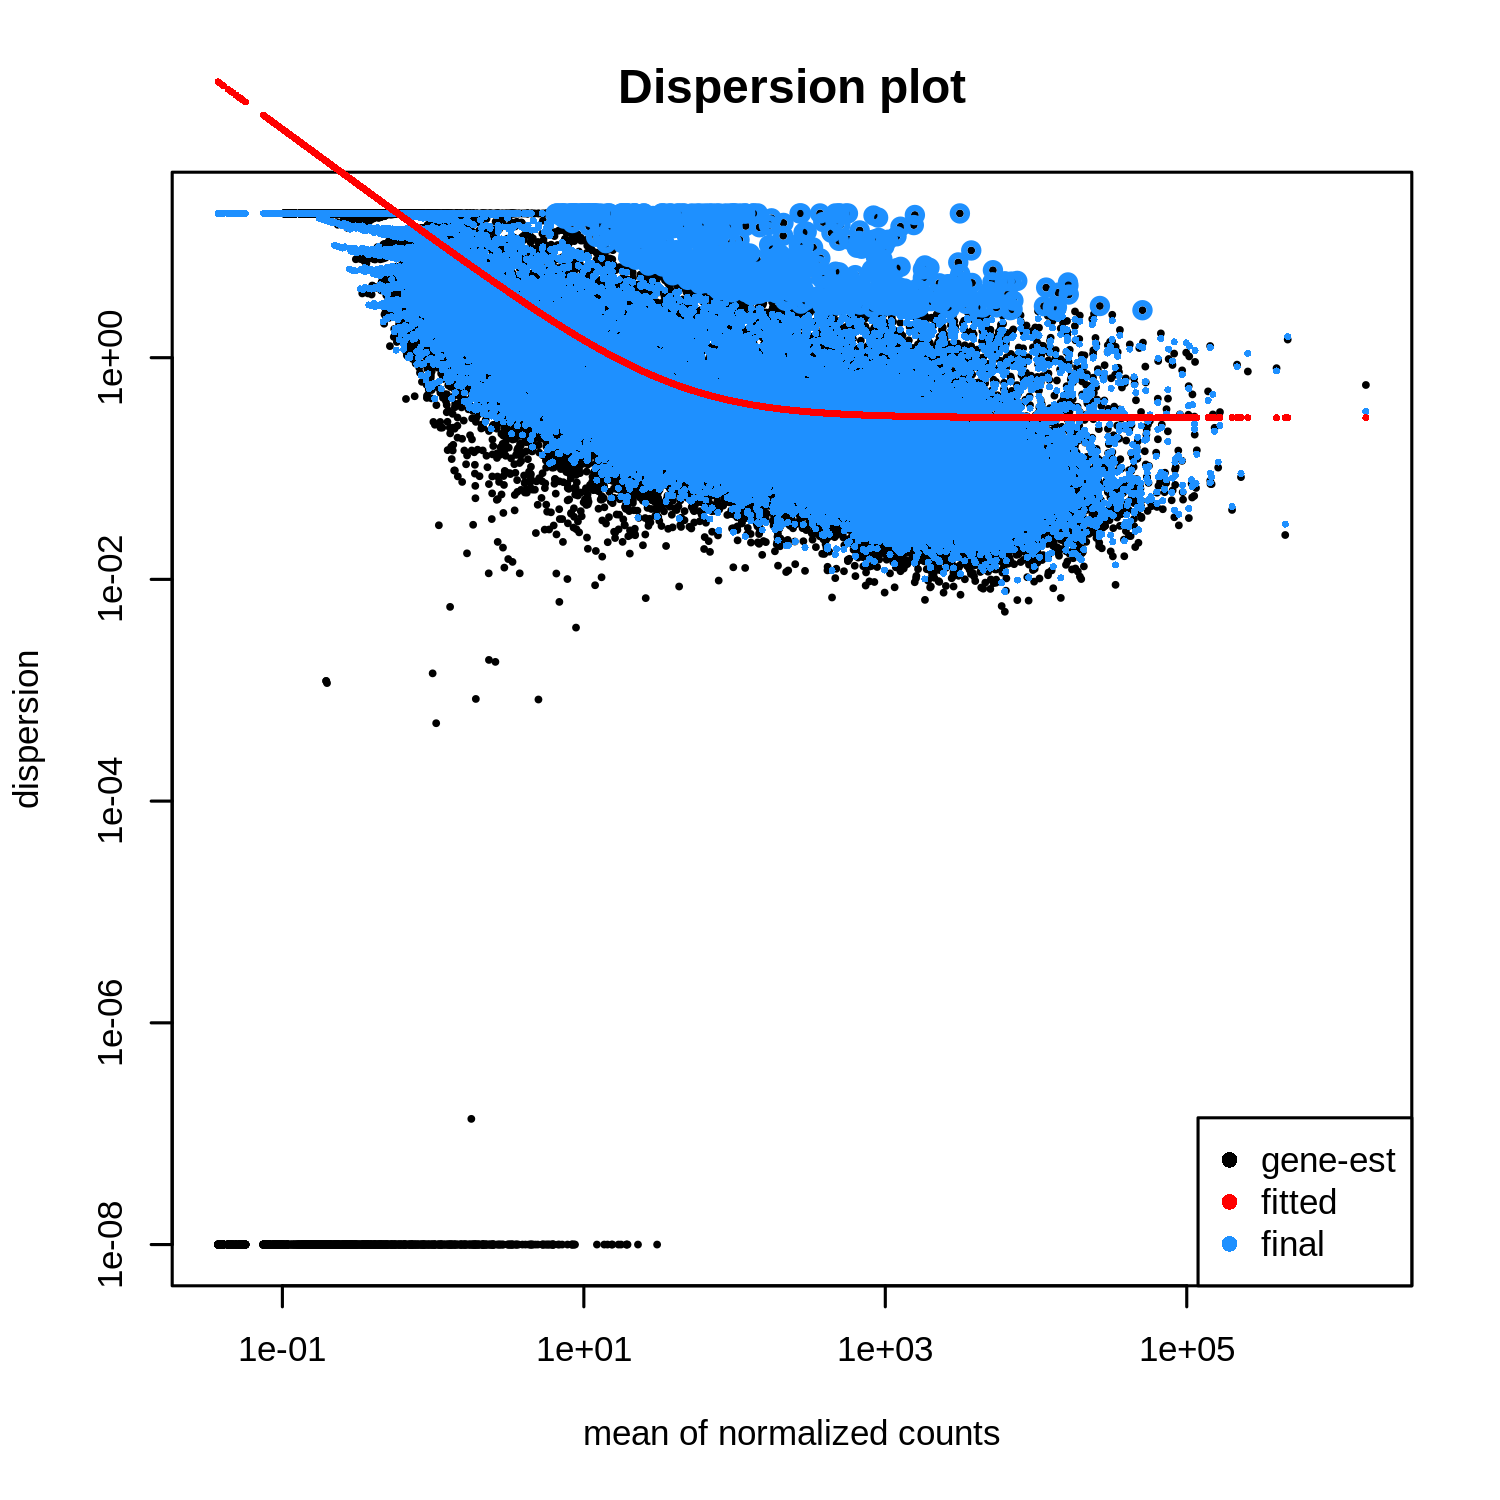 Dispersion plot
dispersion
1e+00
1e-02
1e-04
1e-06
1e-08
gene-est
fitted
final
1e-01 1e+01 1e+03 1e+05
mean of normalized counts